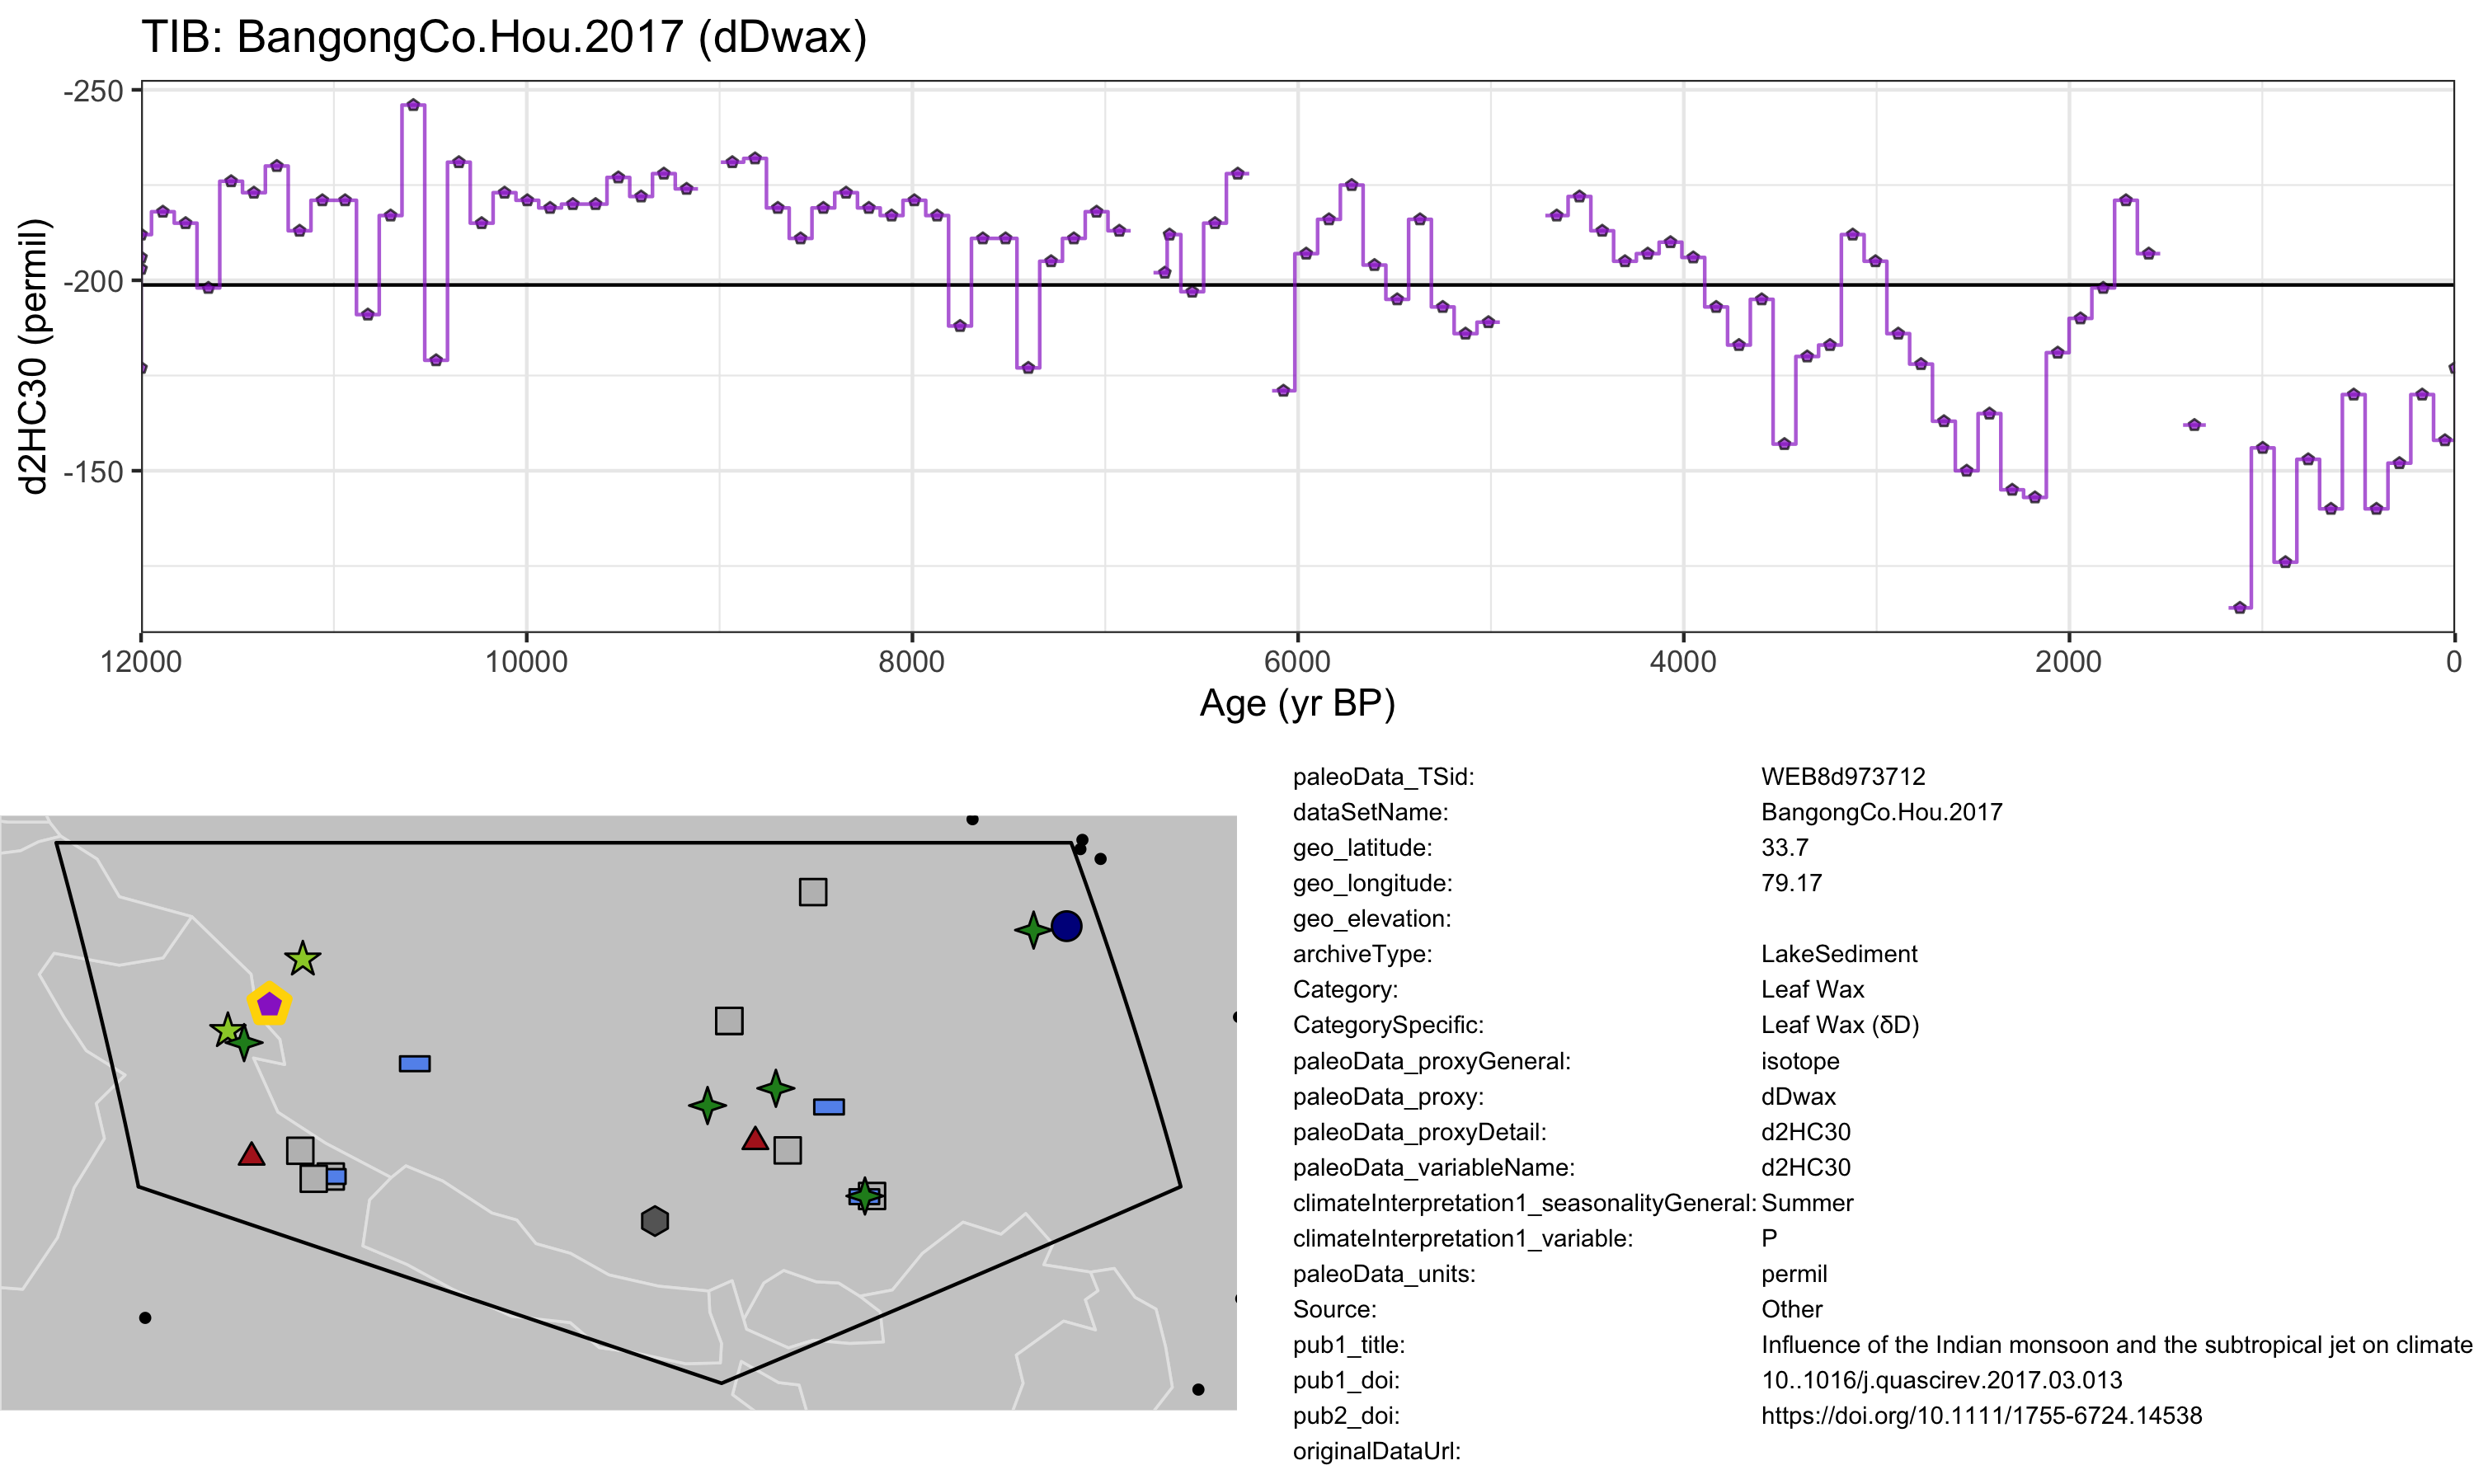 TIB: BangongCo.Hou.2017 (dDwax)
-250
-200
-150
d2HC30 (permil)
12000 10000 8000 6000 4000 2000 0
Age (yr BP)
paleoData_TSid: WEB8d973712
dataSetName: BangongCo.Hou.2017
geo_latitude: 33.7
geo_longitude: 79.17
geo_elevation:
archiveType: LakeSediment
Category: Leaf Wax
CategorySpecific: Leaf Wax (δD)
paleoData_proxyGeneral: isotope
paleoData_proxy: dDwax
paleoData_proxyDetail: d2HC30
paleoData_variableName: d2HC30
climateInterpretation1_seasonalityGeneral: Summer
climateInterpretation1_variable: P
paleoData_units: permil
Source: Other
pub1_title: Influence of the Indian monsoon and the subtropical jet on climate
pub1_doi: 10..1016/j.quascirev.2017.03.013
pub2_doi: https://doi.org/10.1111/1755-6724.14538
originalDataUrl: